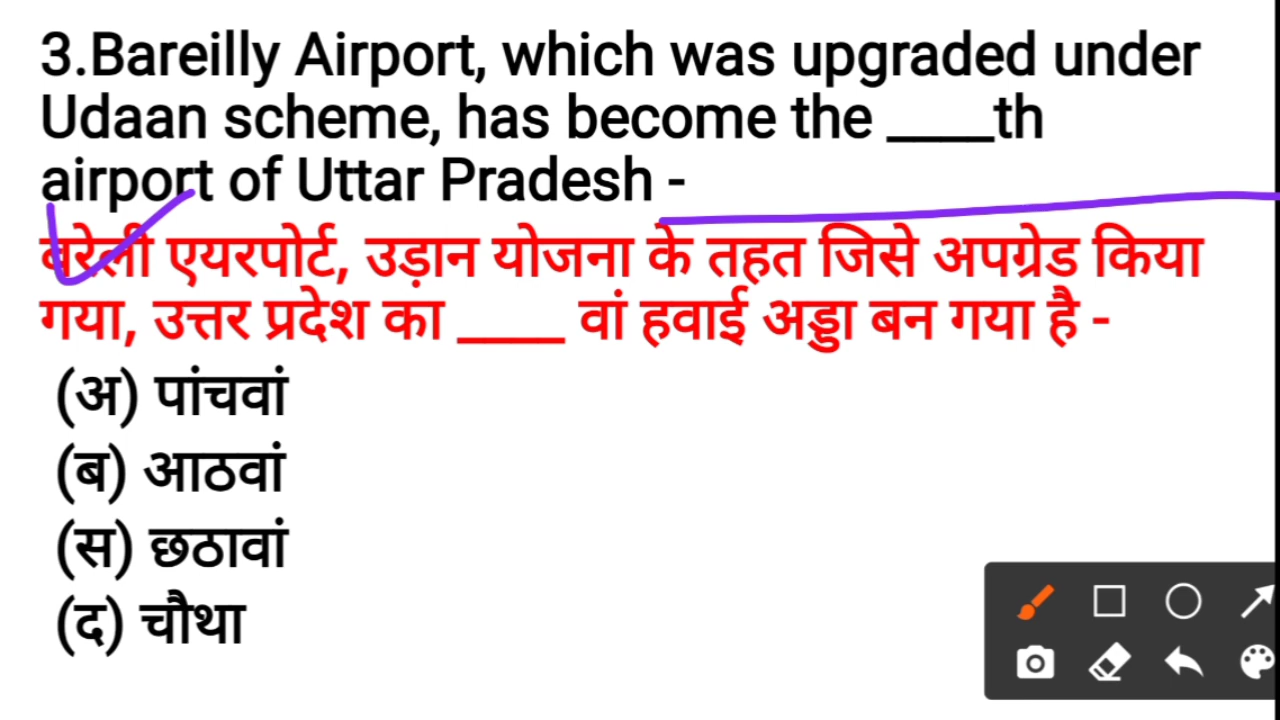 3.Bareilly Airport, which was upgraded under
Udaan scheme, has become the ____th
airport of Uttar Pradesh -
बरेली एयरपोर्ट, उड़ान योजना के तहत जिसे अपग्रेड किया
गया, उत्तर प्रदेश का ____ वां हवाई अड्डा बन गया है -
(अ) पांचवां
(ब) आठवां
(स) छठावां
(द) चौथा